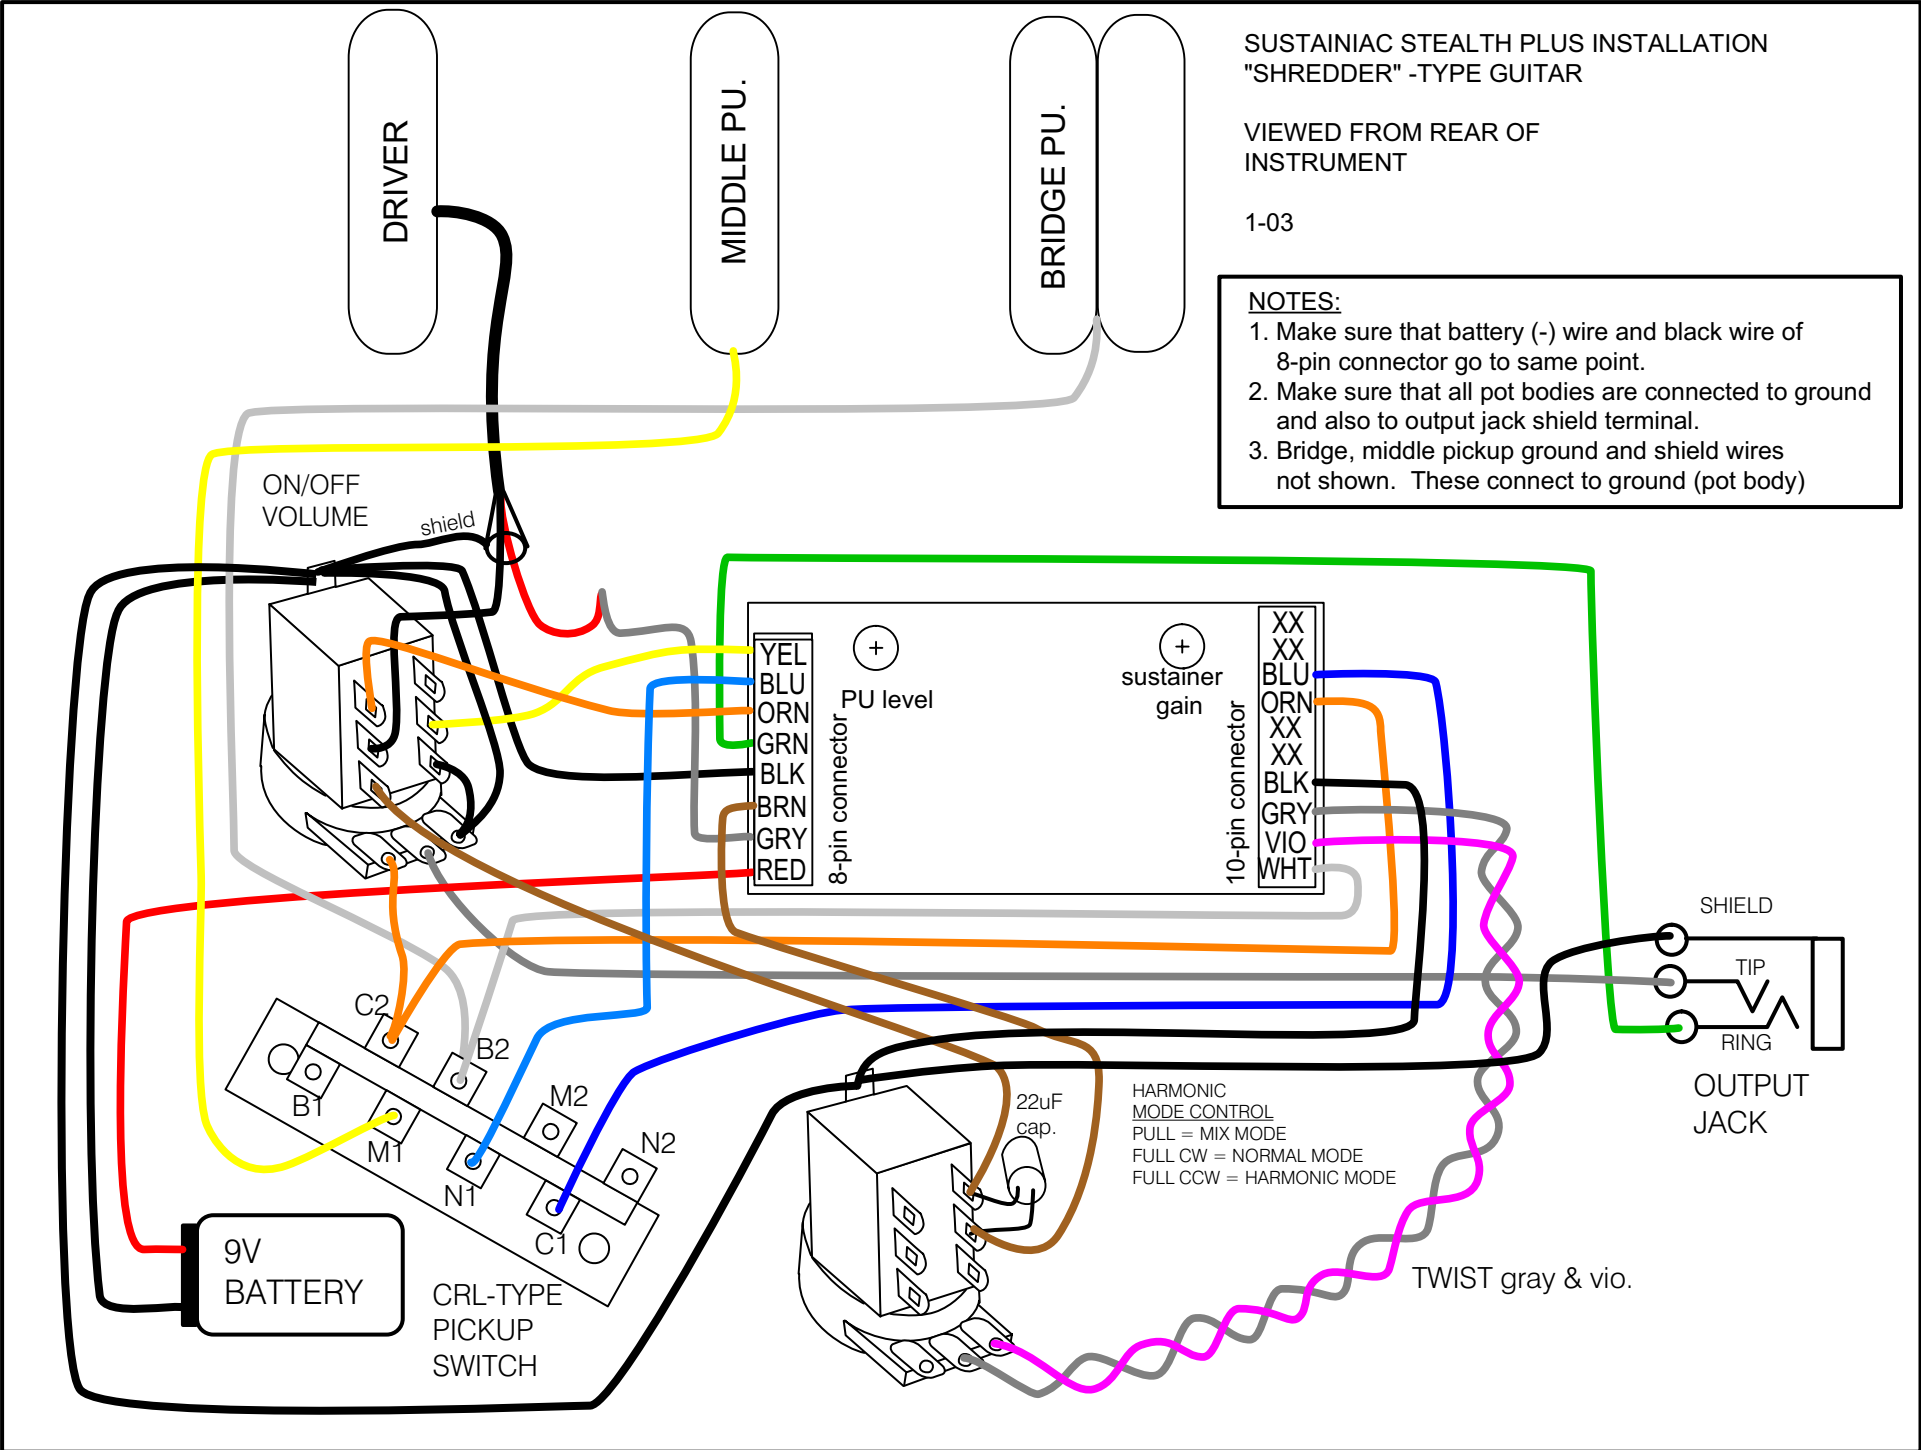 DRIVER
MIDDLE PU.
BRIDGE PU.
SUSTAINIAC STEALTH PLUS INSTALLATION
"SHREDDER" -TYPE GUITAR
VIEWED FROM REAR OF
INSTRUMENT
1-03
NOTES:
1. Make sure that battery (-) wire and black wire of
8-pin connector go to same point.
2. Make sure that all pot bodies are connected to ground
and also to output jack shield terminal.
3. Bridge, middle pickup ground and shield wires
not shown.  These connect to ground (pot body)
ON/OFF
VOLUME
shield
YEL
BLU
ORN
GRN
BLK
BRN
GRY
RED
8-pin connector
PU level
sustainer
gain
10-pin connector
XX
XX
BLU
ORN
XX
XX
BLK
GRY
VIO
WHT
SHIELD
TIP
RING
OUTPUT
JACK
C2
B2
M2
N2
B1
M1
N1
C1
9V
BATTERY
CRL-TYPE
PICKUP
SWITCH
22uF
cap.
HARMONIC
MODE CONTROL
PULL = MIX MODE
FULL CW = NORMAL MODE
FULL CCW = HARMONIC MODE
TWIST gray & vio.